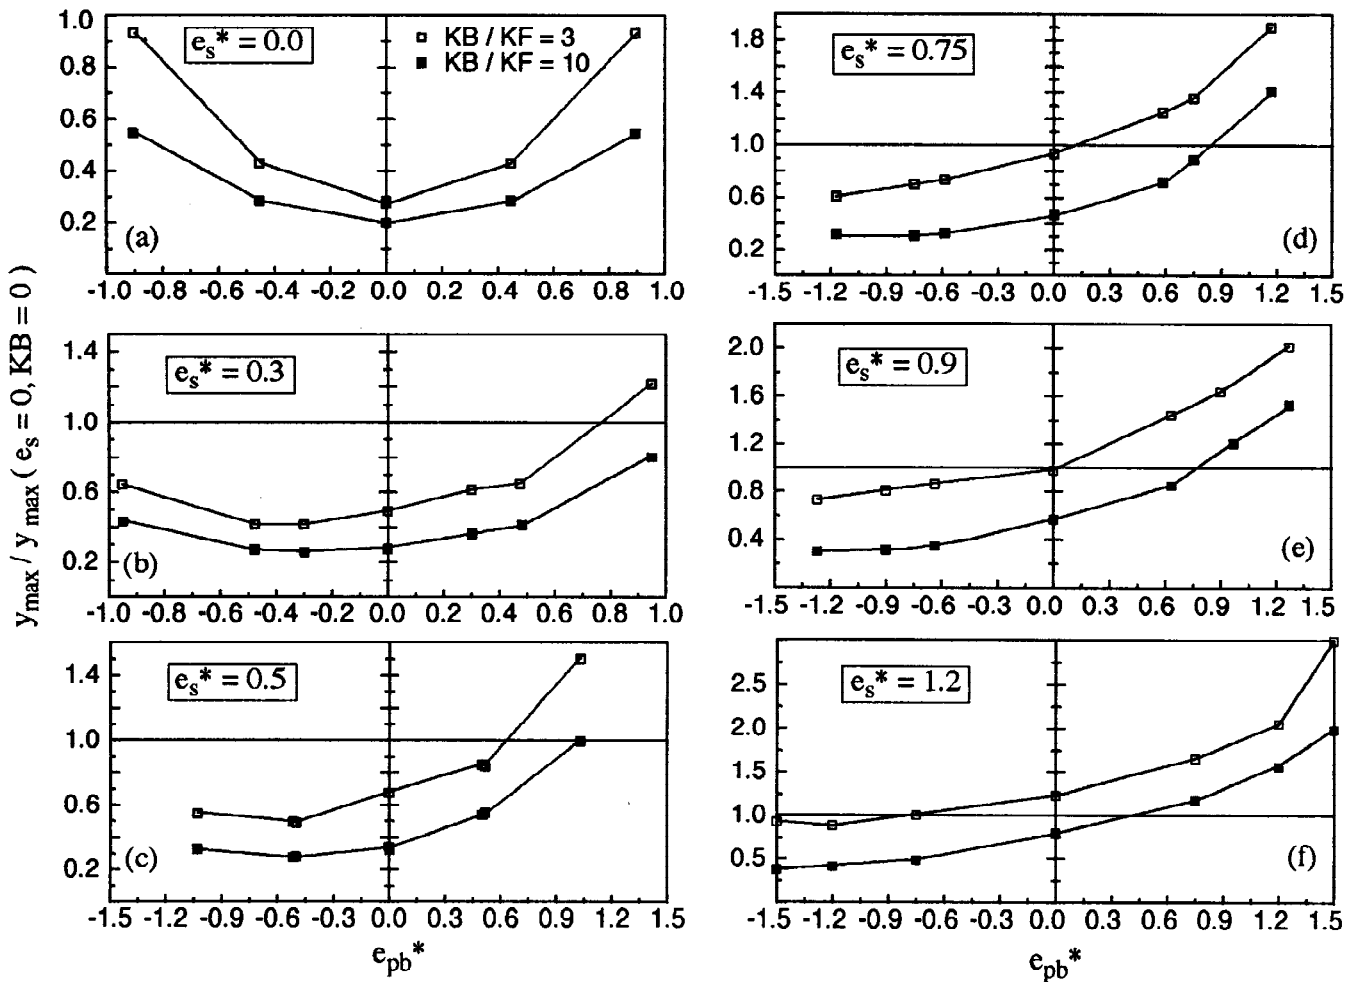 y_max / y_max ( e_s = 0, KB = 0 )
1.0
0.8
0.6
0.4
0.2
e_s* = 0.0
KB / KF = 3
KB / KF = 10
(a)
-1.0 -0.8 -0.6 -0.4 -0.2 0.0 0.2 0.4 0.6 0.8 1.0
1.4
1.0
0.6
0.2
e_s* = 0.3
(b)
-1.0 -0.8 -0.6 -0.4 -0.2 0.0 0.2 0.4 0.6 0.8 1.0
1.4
1.0
0.6
0.2
e_s* = 0.5
(c)
-1.5 -1.2 -0.9 -0.6 -0.3 0.0 0.3 0.6 0.9 1.2 1.5
e_pb*
1.8
1.4
1.0
0.6
0.2
e_s* = 0.75
(d)
-1.5 -1.2 -0.9 -0.6 -0.3 0.0 0.3 0.6 0.9 1.2 1.5
2.0
1.6
1.2
0.8
0.4
e_s* = 0.9
(e)
-1.5 -1.2 -0.9 -0.6 -0.3 0.0 0.3 0.6 0.9 1.2 1.5
2.5
2.0
1.5
1.0
0.5
e_s* = 1.2
(f)
-1.5 -1.2 -0.9 -0.6 -0.3 0.0 0.3 0.6 0.9 1.2 1.5
e_pb*